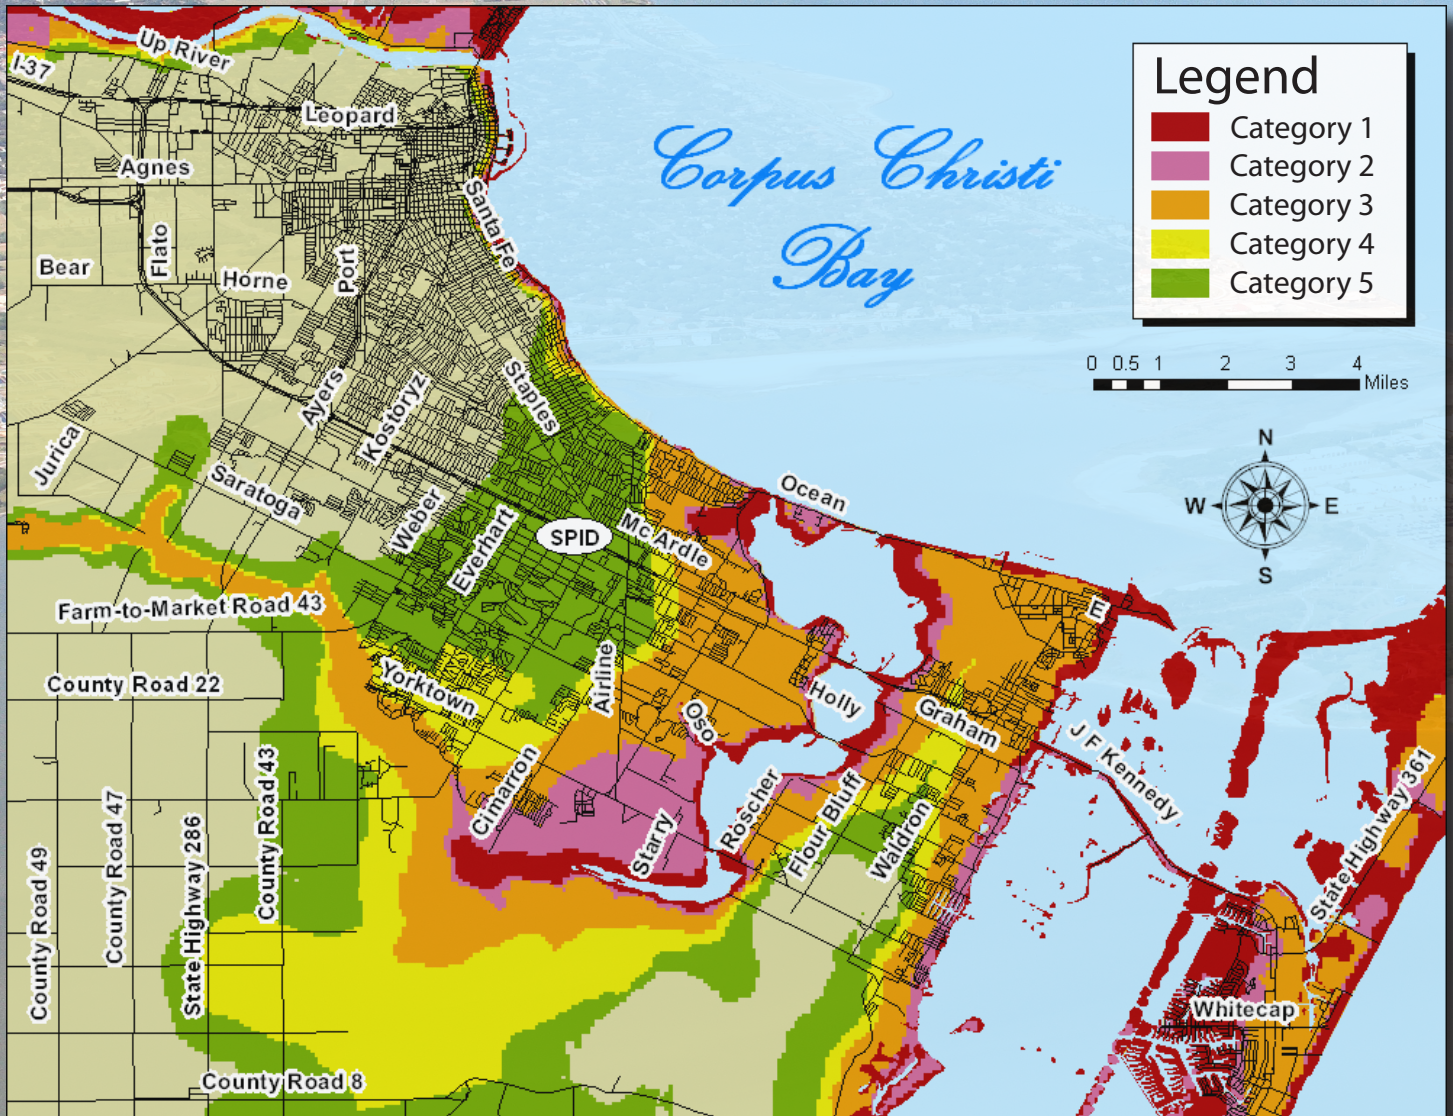 Up River
I-37
Leopard
Agnes
Santa Fe
Bear
Flato
Horne
Port
Corpus Christi
Bay
Legend
Category 1
Category 2
Category 3
Category 4
Category 5
0 0.5 1 2 3 4
Miles
N
W E
S
Jurica
Ayers
Kostoryz
Staples
Saratoga
Weber
Everhart
SPID
Mc Ardle
Ocean
E
Farm-to-Market Road 43
County Road 22
Yorktown
Airline
Oso
Holly
Graham
J F Kennedy
State Highway 361
Cimarron
Starry
Roscher
Flour Bluff
Waldron
County Road 49
County Road 47
State Highway 286
County Road 43
Whitecap
County Road 8